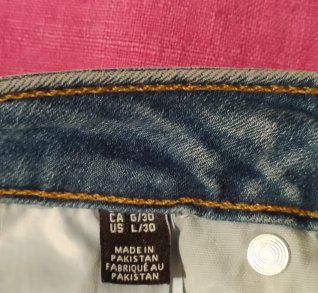 CA G/30
US L/30
MADE IN
PAKISTAN
FABRIQUÉ AU
PAKISTAN